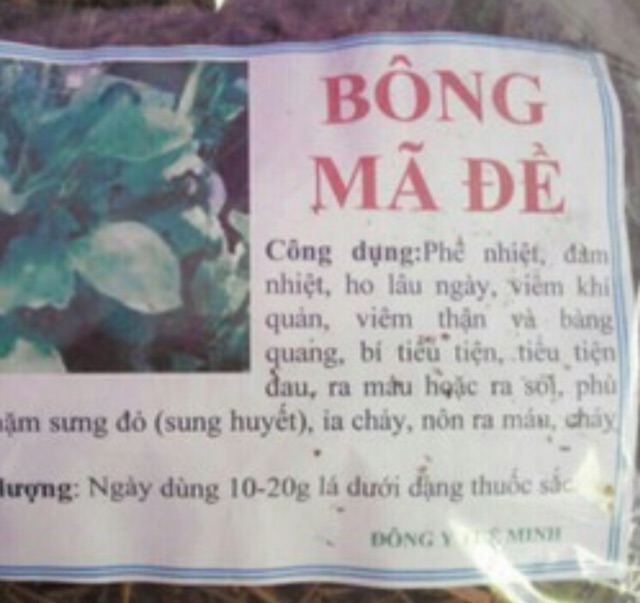 BÔNG
MÃ ĐỀ
Công dụng:Phế nhiệt, đàm
nhiệt, ho lâu ngày, viêm khí
quản, viêm thận và bàng
quang, bí tiểu tiện, tiểu tiện
đau, ra máu hoặc ra sỏi, phù
sưng đỏ (sung huyết), ỉa chảy, nôn ra máu, chảy
lượng: Ngày dùng 10-20g lá dưới dạng thuốc sắc
ĐÔNG Y TUỆ MINH